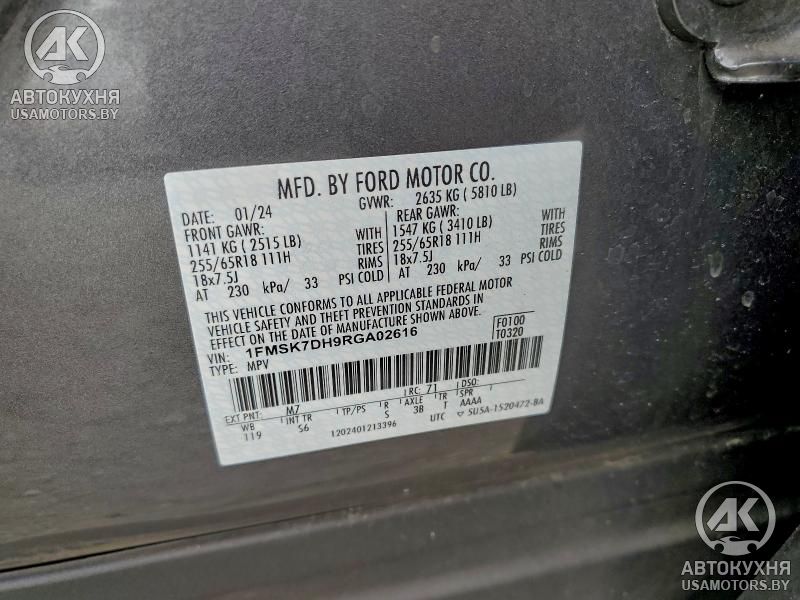 AK
АВТОКУХНЯ
USAMOTORS.BY
MFD. BY FORD MOTOR CO.
DATE: 01/24 GVWR: 2635 KG ( 5810 LB)
FRONT GAWR: WITH REAR GAWR: WITH
1141 KG ( 2515 LB) TIRES 1547 KG ( 3410 LB) TIRES
255/65R18 111H RIMS 255/65R18 111H RIMS
18x7.5J 18x7.5J
AT 230 kPa/ 33 PSI COLD AT 230 kPa/ 33 PSI COLD
THIS VEHICLE CONFORMS TO ALL APPLICABLE FEDERAL MOTOR
VEHICLE SAFETY AND THEFT PREVENTION STANDARDS IN
EFFECT ON THE DATE OF MANUFACTURE SHOWN ABOVE.
VIN: 1FMSK7DH9RGA02616 F0100
TYPE: MPV T0320
EXT PNT: M7 RC: 71 DSO:
WB INT TR TP/PS R AXLE TR SPR
119 S6 S 3B T AAAA
1202401213396 UTC 5U5A-1520472-BA
AK
АВТОКУХНЯ
USAMOTORS.BY